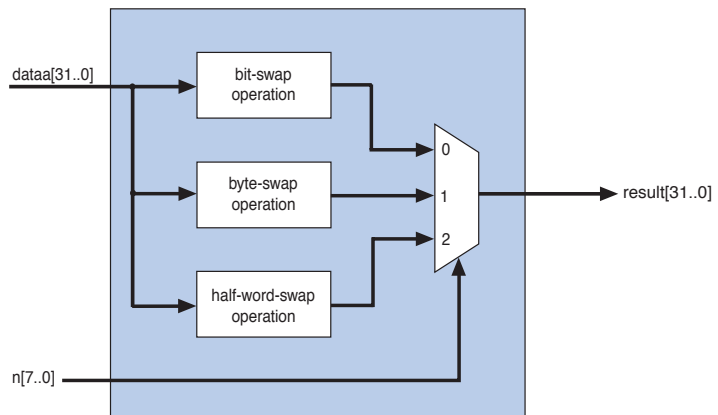 bit-swap
operation
dataa[31..0]
0
byte-swap
operation
1
result[31..0]
2
half-word-swap
operation
n[7..0]